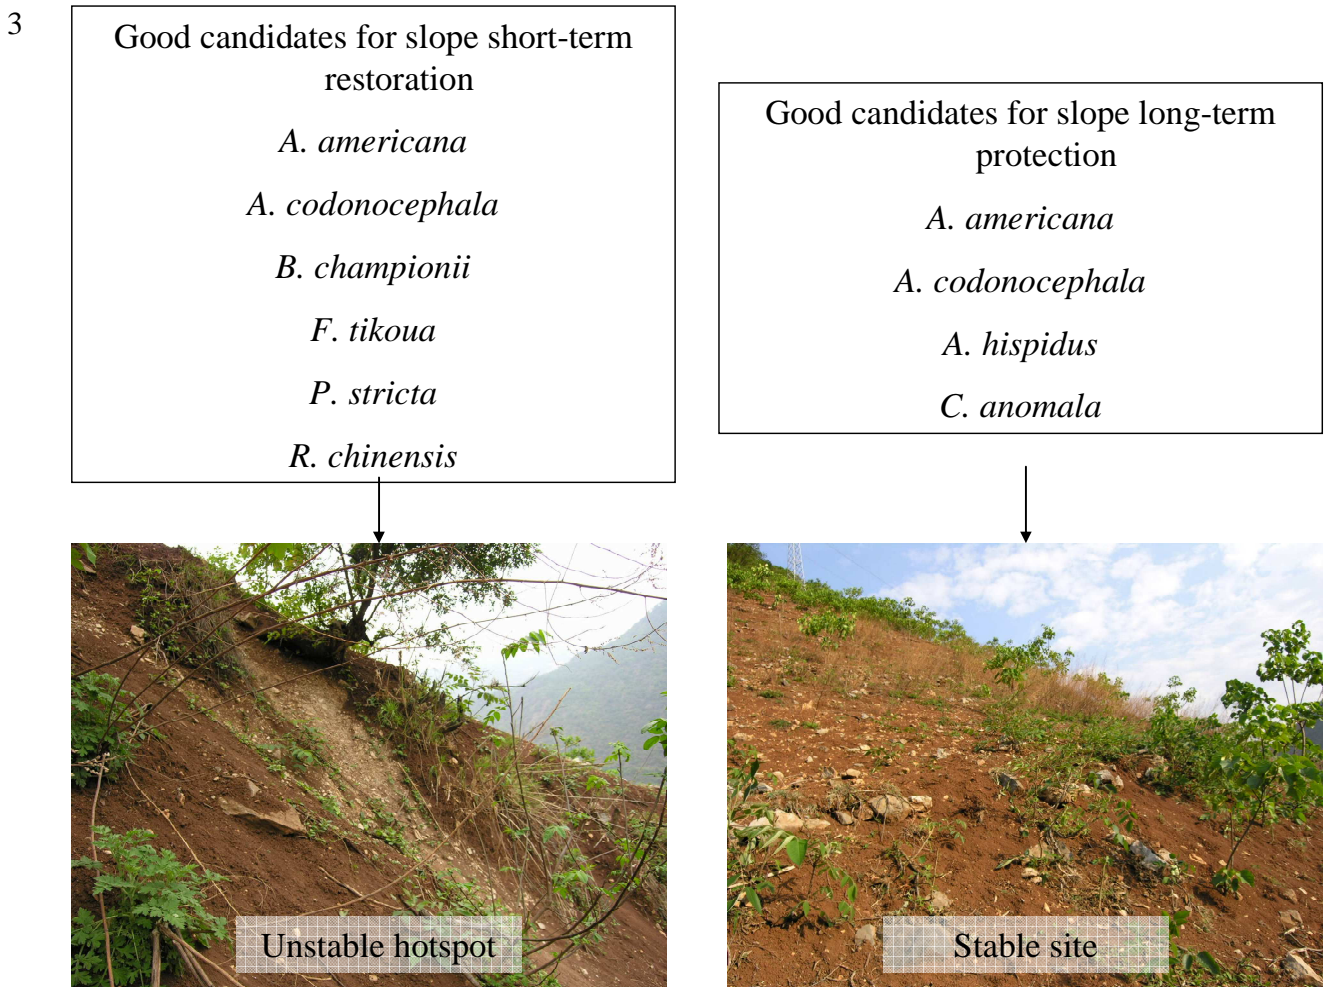 3
Good candidates for slope short-term
restoration
A. americana
A. codonocephala
B. championii
F. tikoua
P. stricta
R. chinensis
Good candidates for slope long-term
protection
A. americana
A. codonocephala
A. hispidus
C. anomala
Unstable hotspot
Stable site